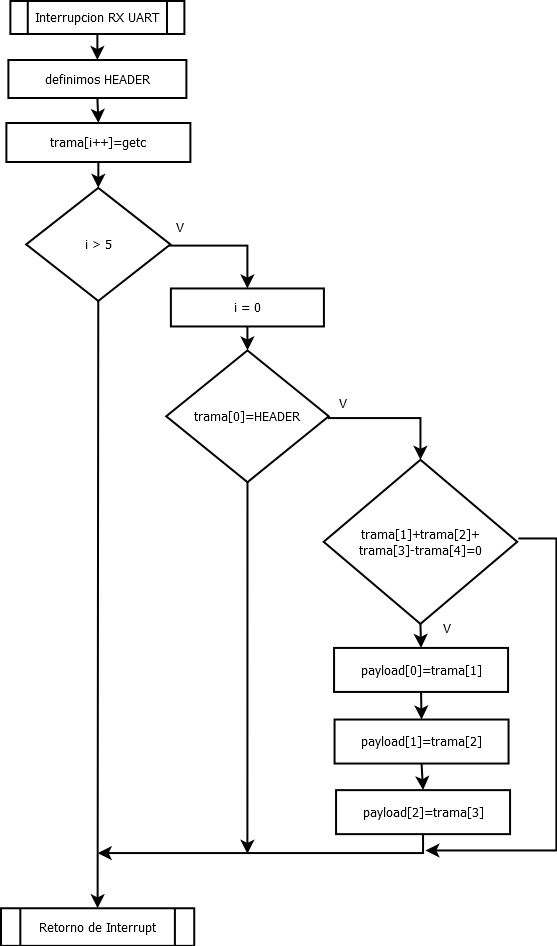 Interrupcion RX UART
definimos HEADER
trama[i++]=getc
i > 5
V
i = 0
trama[0]=HEADER
V
trama[1]+trama[2]+
trama[3]-trama[4]=0
V
payload[0]=trama[1]
payload[1]=trama[2]
payload[2]=trama[3]
Retorno de Interrupt